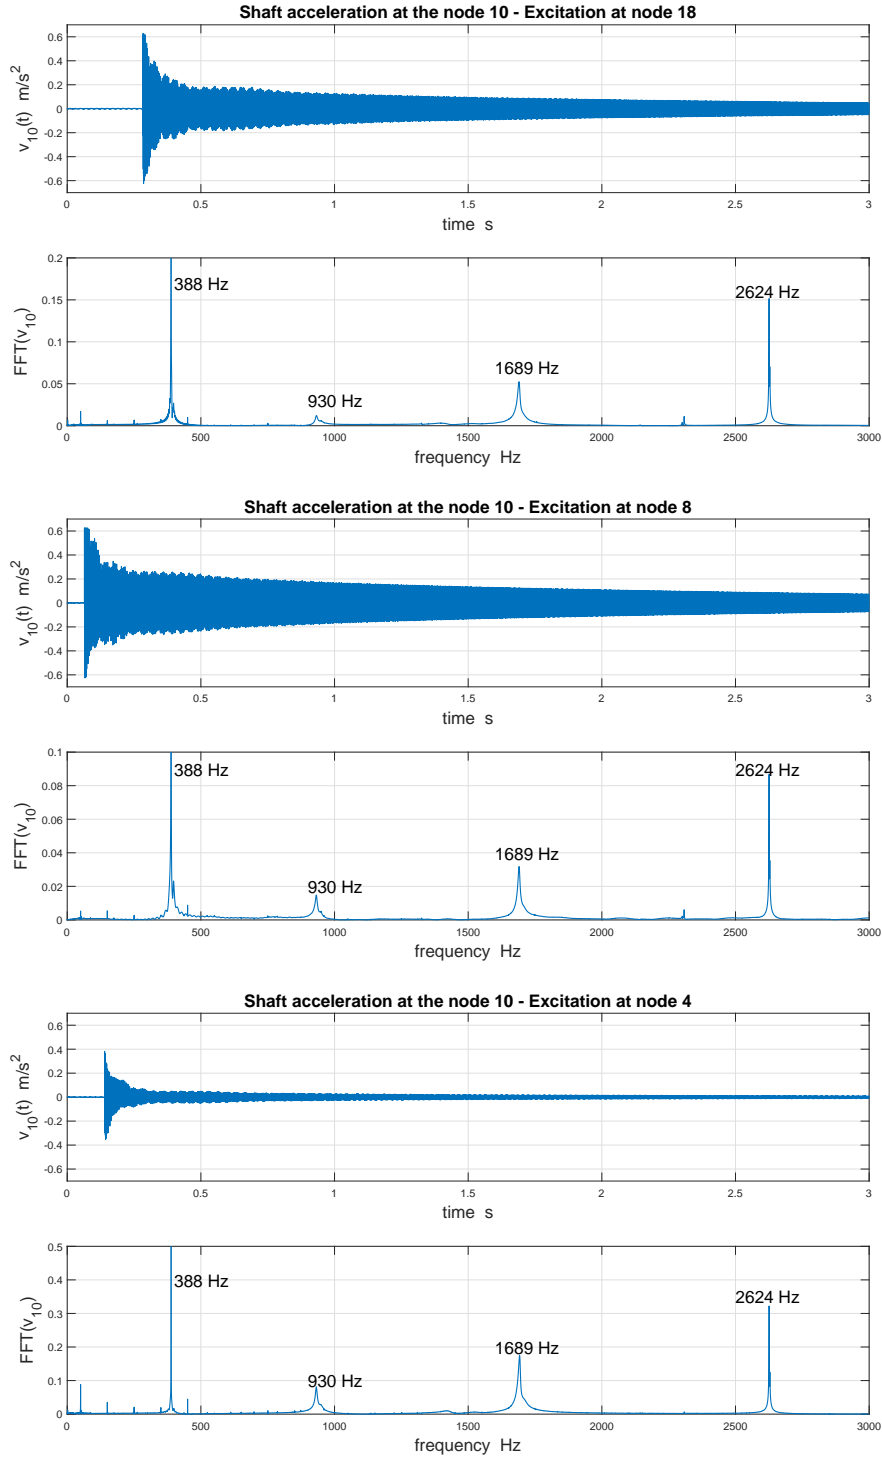 Shaft acceleration at the node 10 - Excitation at node 18
v10(t) m/s2
0.6
0.4
0.2
0
-0.2
-0.4
-0.6
0 0.5 1 1.5 2 2.5 3
time s
FFT(v10)
0.2
0.15
0.1
0.05
0
388 Hz
930 Hz
1689 Hz
2624 Hz
0 500 1000 1500 2000 2500 3000
frequency Hz
Shaft acceleration at the node 10 - Excitation at node 8
v10(t) m/s2
0.6
0.4
0.2
0
-0.2
-0.4
-0.6
0 0.5 1 1.5 2 2.5 3
time s
FFT(v10)
0.1
0.08
0.06
0.04
0.02
0
388 Hz
930 Hz
1689 Hz
2624 Hz
0 500 1000 1500 2000 2500 3000
frequency Hz
Shaft acceleration at the node 10 - Excitation at node 4
v10(t) m/s2
0.6
0.4
0.2
0
-0.2
-0.4
-0.6
0 0.5 1 1.5 2 2.5 3
time s
FFT(v10)
0.5
0.4
0.3
0.2
0.1
0
388 Hz
930 Hz
1689 Hz
2624 Hz
0 500 1000 1500 2000 2500 3000
frequency Hz